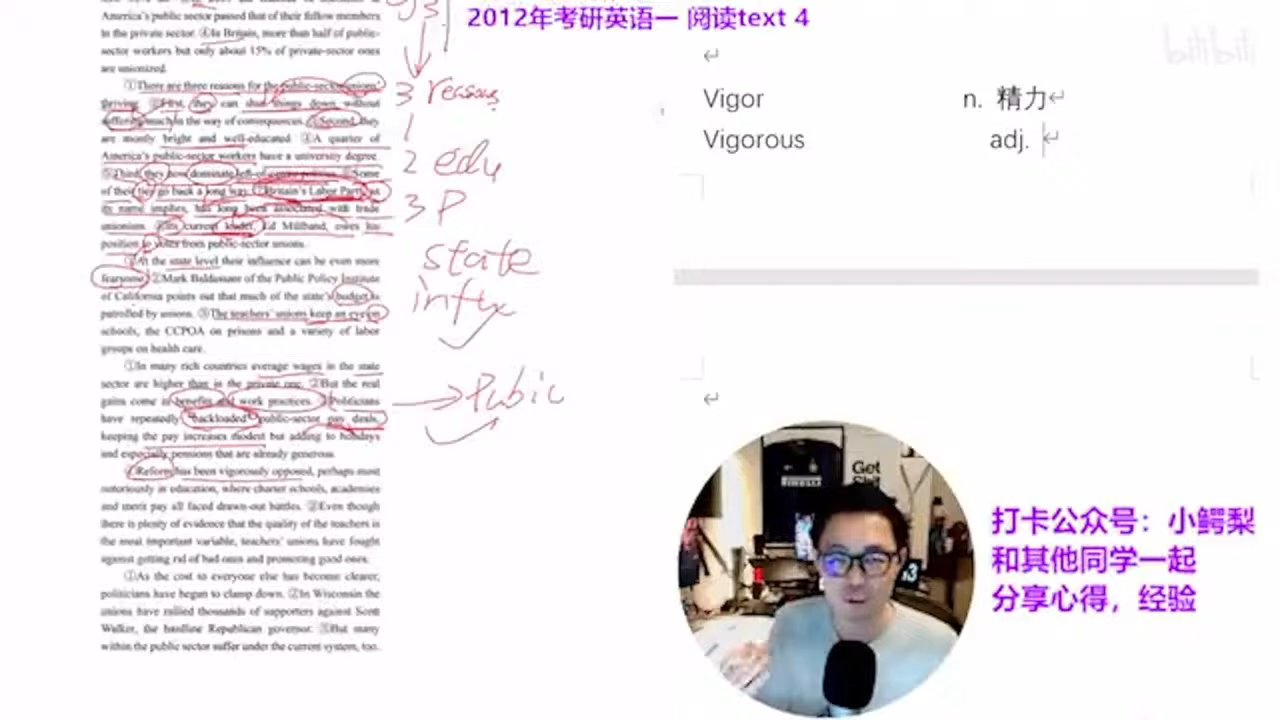 America's public sector passed that of their fellow members
in the private sector. ④In Britain, more than half of public-
sector workers but only about 15% of private-sector ones
are unionized.
①There are three reasons for the public-sector unions'
thriving. ②First, they can shut things down without
suffering much in the way of consequences. ③Second, they
are mostly bright and well-educated. ④A quarter of
America's public-sector workers have a university degree.
⑤Third, they now dominate left-of-centre politics. ⑥Some
of their ties go back a long way. ⑦Britain's Labor Party, as
its name implies, has long been associated with trade
unionism. ⑧Its current leader, Ed Miliband, owes his
position to votes from public-sector unions.
①At the state level their influence can be even more
fearsome. ②Mark Baldassare of the Public Policy Institute
of California points out that much of the state's budget is
patrolled by unions. ③The teachers' unions keep an eye on
schools, the CCPOA on prisons and a variety of labor
groups on health care.
①In many rich countries average wages in the state
sector are higher than in the private one. ②But the real
gains come in benefits and work practices. ③Politicians
have repeatedly "backloaded" public-sector pay deals,
keeping the pay increases modest but adding to holidays
and especially pensions that are already generous.
①Reform has been vigorously opposed, perhaps most
notoriously in education, where charter schools, academies
and merit pay all faced drawn-out battles. ②Even though
there is plenty of evidence that the quality of the teachers is
the most important variable, teachers' unions have fought
against getting rid of bad ones and promoting good ones.
①As the cost to everyone else has become clearer,
politicians have begun to clamp down. ②In Wisconsin the
unions have rallied thousands of supporters against Scott
Walker, the hardline Republican governor. ③But many
within the public sector suffer under the current system, too.
3 reasons
1
2 edu
3 P
state
Pubic
2012年考研英语一 阅读text 4
bilibili
Vigor n. 精力
Vigorous adj.
PIRELLI
Get
打卡公众号：小鳄梨
和其他同学一起
分享心得，经验